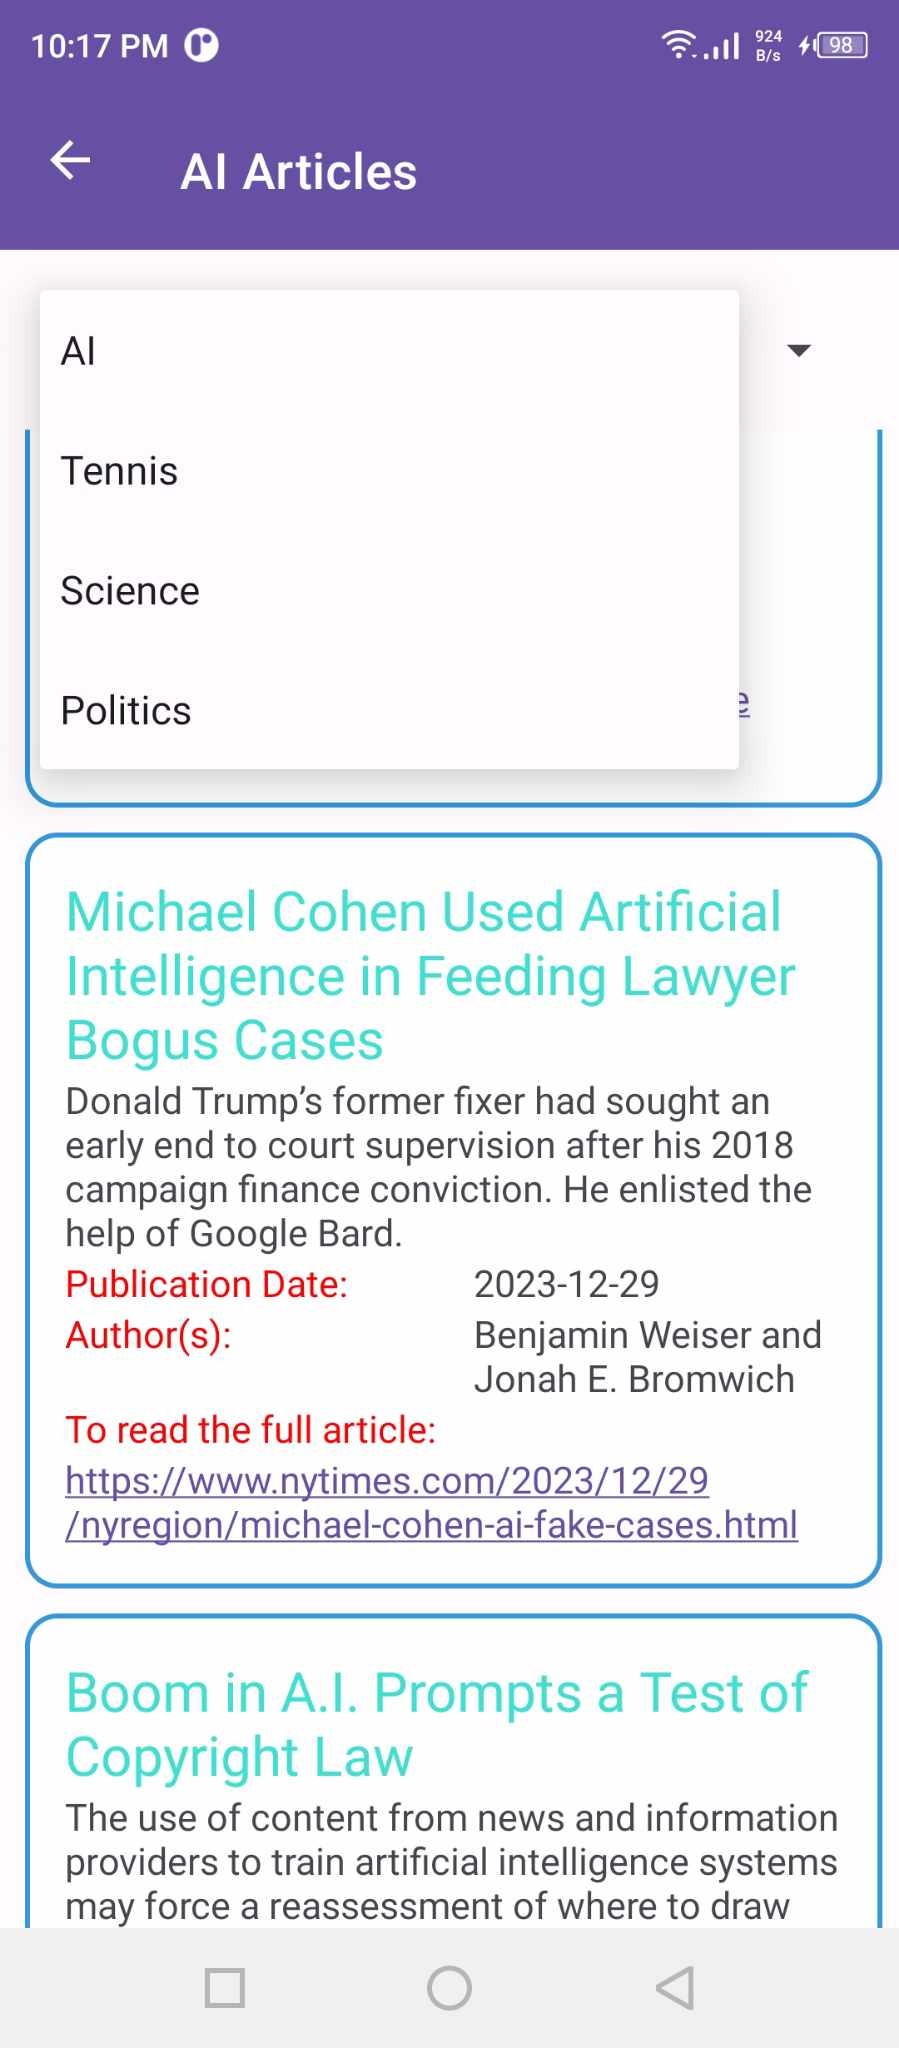 10:17 PM
924
B/s
98
AI Articles
AI
Tennis
Science
Politics
e
Michael Cohen Used Artificial
Intelligence in Feeding Lawyer
Bogus Cases
Donald Trump’s former fixer had sought an
early end to court supervision after his 2018
campaign finance conviction. He enlisted the
help of Google Bard.
Publication Date: 2023-12-29
Author(s): Benjamin Weiser and
Jonah E. Bromwich
To read the full article:
https://www.nytimes.com/2023/12/29
/nyregion/michael-cohen-ai-fake-cases.html
Boom in A.I. Prompts a Test of
Copyright Law
The use of content from news and information
providers to train artificial intelligence systems
may force a reassessment of where to draw